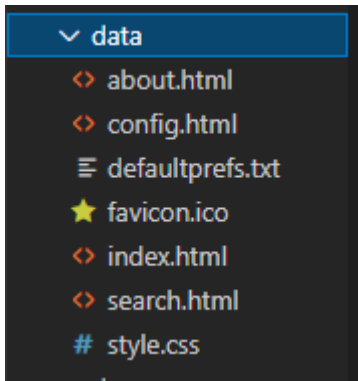 data
about.html
config.html
defaultprefs.txt
favicon.ico
index.html
search.html
# style.css